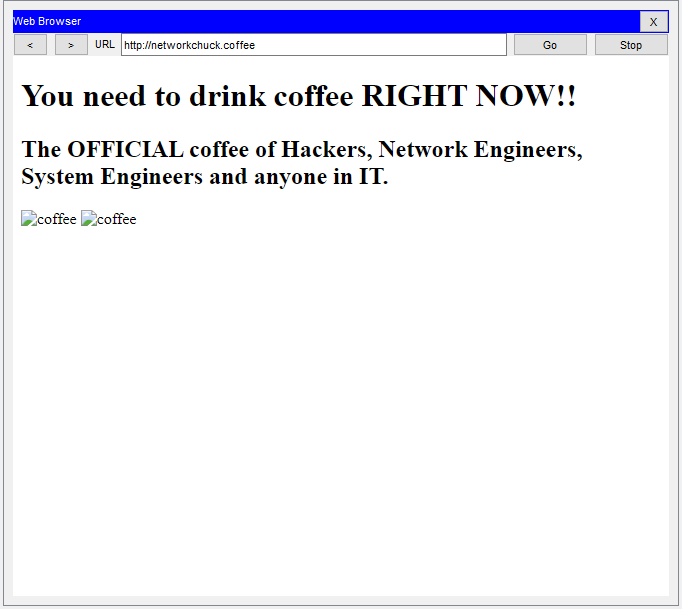 Web Browser X
< > URL http://networkchuck.coffee Go Stop
You need to drink coffee RIGHT NOW!!
The OFFICIAL coffee of Hackers, Network Engineers,
System Engineers and anyone in IT.
coffee coffee